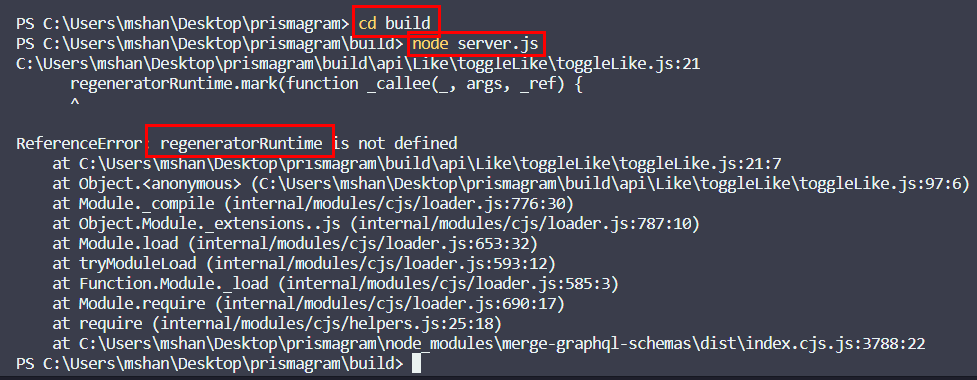 PS C:\Users\mshan\Desktop\prismagram> cd build
PS C:\Users\mshan\Desktop\prismagram\build> node server.js
C:\Users\mshan\Desktop\prismagram\build\api\Like\toggleLike\toggleLike.js:21
      regeneratorRuntime.mark(function _callee(_, args, _ref) {
      ^

ReferenceError: regeneratorRuntime is not defined
    at C:\Users\mshan\Desktop\prismagram\build\api\Like\toggleLike\toggleLike.js:21:7
    at Object.<anonymous> (C:\Users\mshan\Desktop\prismagram\build\api\Like\toggleLike\toggleLike.js:97:6)
    at Module._compile (internal/modules/cjs/loader.js:776:30)
    at Object.Module._extensions..js (internal/modules/cjs/loader.js:787:10)
    at Module.load (internal/modules/cjs/loader.js:653:32)
    at tryModuleLoad (internal/modules/cjs/loader.js:593:12)
    at Function.Module._load (internal/modules/cjs/loader.js:585:3)
    at Module.require (internal/modules/cjs/loader.js:690:17)
    at require (internal/modules/cjs/helpers.js:25:18)
    at C:\Users\mshan\Desktop\prismagram\node_modules\merge-graphql-schemas\dist\index.cjs.js:3788:22
PS C:\Users\mshan\Desktop\prismagram\build>